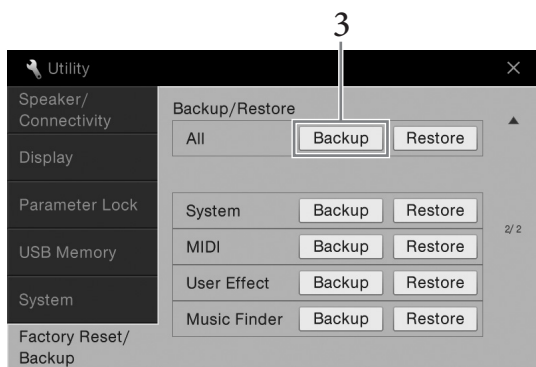 3
Utility
Speaker/
Connectivity
Display
Parameter Lock
USB Memory
System
Factory Reset/
Backup
Backup/Restore
All Backup Restore
System Backup Restore
MIDI Backup Restore
User Effect Backup Restore
Music Finder Backup Restore
2/2